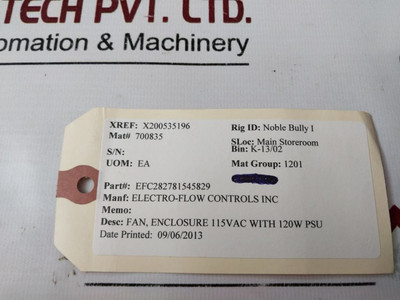 TECH PVT. LTD.
tomation & Machinery
XREF: X200535196
Mat# 700835
S/N:
UOM: EA
Rig ID: Noble Bully I
SLoc: Main Storeroom
Bin: K-13/02
Mat Group: 1201
Part#: EFC282781545829
Manf: ELECTRO-FLOW CONTROLS INC
Memo:
Desc: FAN, ENCLOSURE 115VAC WITH 120W PSU
Date Printed: 09/06/2013